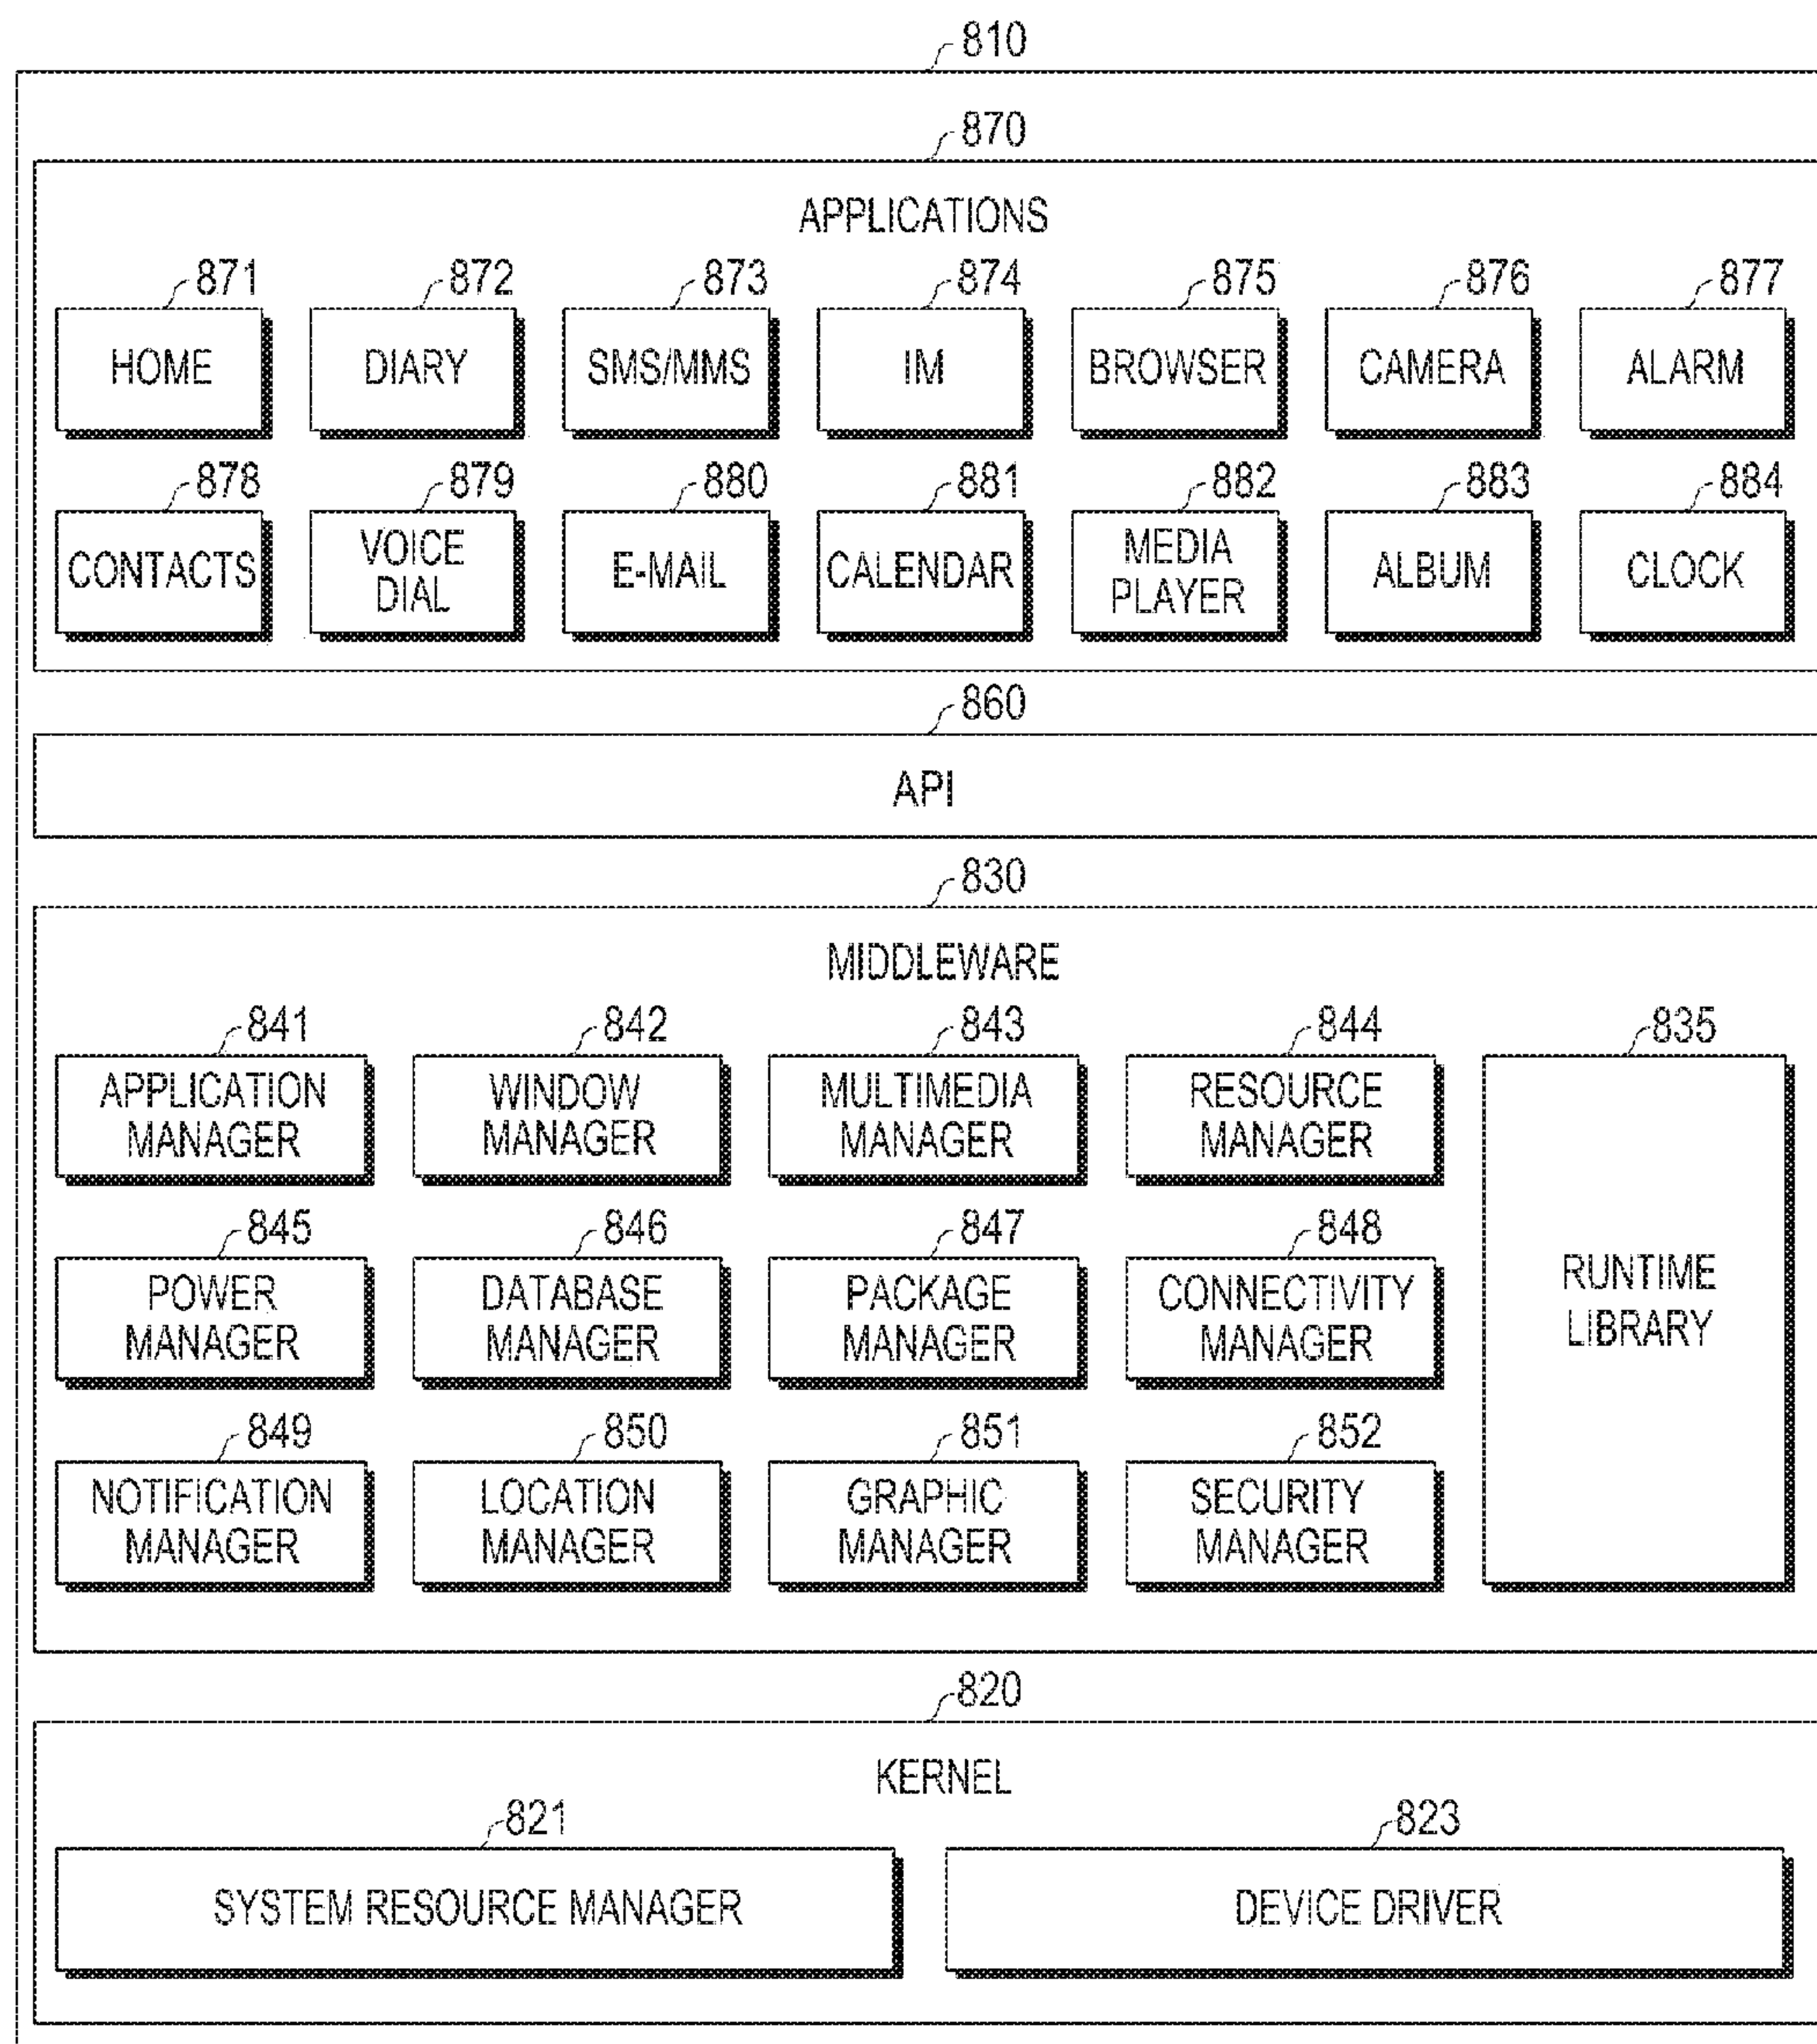 810
870
APPLICATIONS
871 872 873 874 875 876 877
HOME DIARY SMS/MMS IM BROWSER CAMERA ALARM
878 879 880 881 882 883 884
CONTACTS VOICE DIAL E-MAIL CALENDAR MEDIA PLAYER ALBUM CLOCK
860
API
830
MIDDLEWARE
841 842 843 844 835
APPLICATION MANAGER WINDOW MANAGER MULTIMEDIA MANAGER RESOURCE MANAGER
845 846 847 848
POWER MANAGER DATABASE MANAGER PACKAGE MANAGER CONNECTIVITY MANAGER RUNTIME LIBRARY
849 850 851 852
NOTIFICATION MANAGER LOCATION MANAGER GRAPHIC MANAGER SECURITY MANAGER
820
KERNEL
821 823
SYSTEM RESOURCE MANAGER DEVICE DRIVER